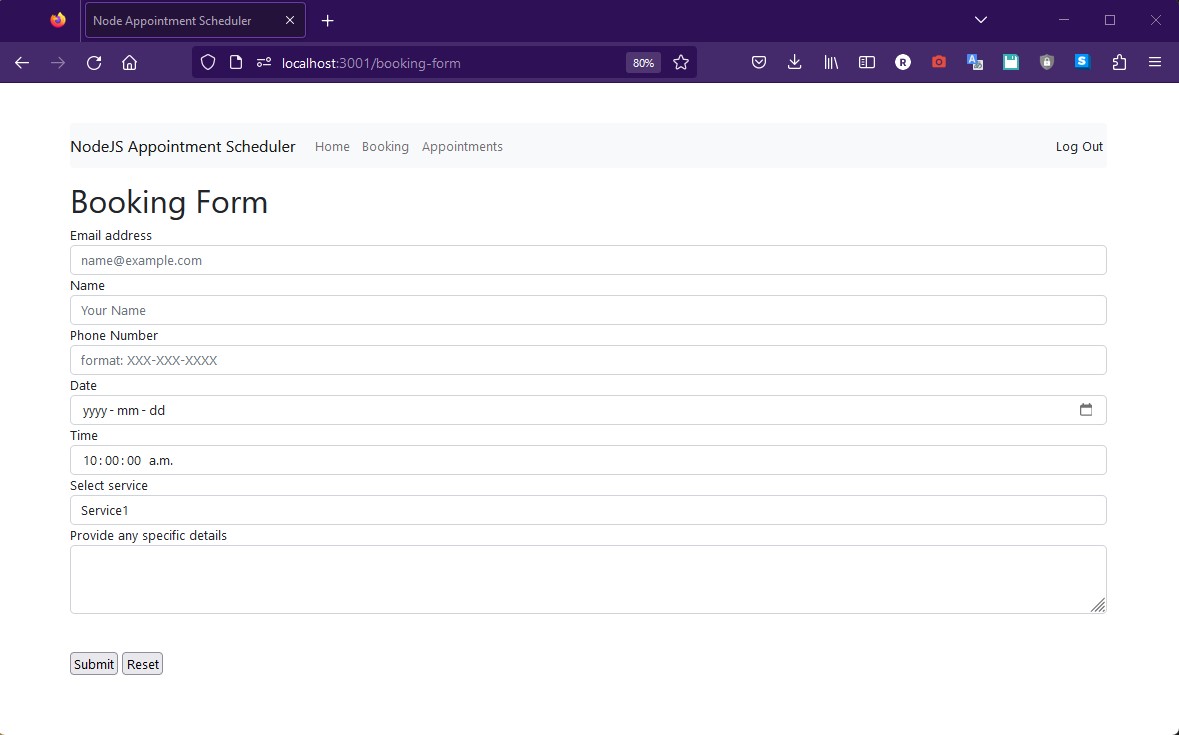 Node Appointment Scheduler
localhost:3001/booking-form 80%
NodeJS Appointment Scheduler Home Booking Appointments Log Out
Booking Form
Email address
name@example.com
Name
Your Name
Phone Number
format: XXX-XXX-XXXX
Date
yyyy - mm - dd
Time
10 : 00 : 00 a.m.
Select service
Service1
Provide any specific details
Submit Reset